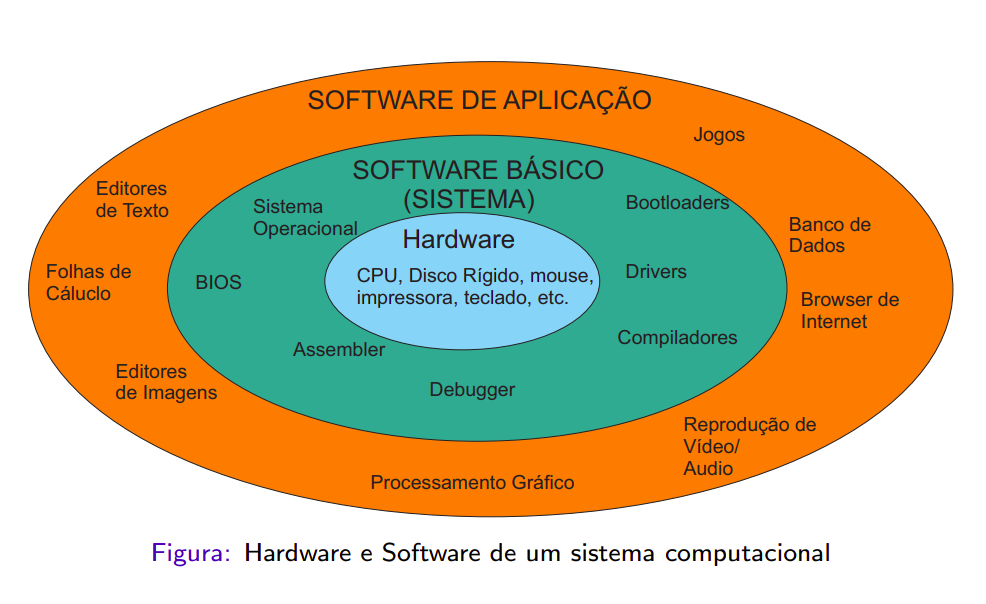 SOFTWARE DE APLICAÇÃO
Jogos
SOFTWARE BÁSICO
(SISTEMA)
Editores
de Texto
Sistema
Operacional
Bootloaders
Banco de
Dados
Hardware
CPU, Disco Rígido, mouse,
impressora, teclado, etc.
Folhas de
Cáluclo
BIOS
Drivers
Browser de
Internet
Assembler
Compiladores
Editores
de Imagens
Debugger
Reprodução de
Vídeo/
Audio
Processamento Gráfico
Figura: Hardware e Software de um sistema computacional